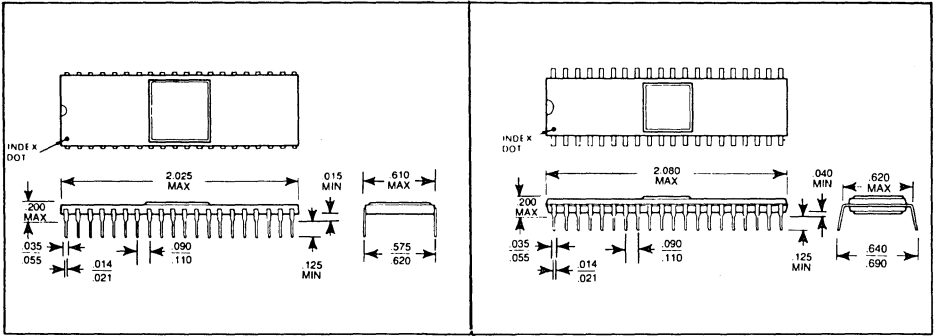 INDEX
DOT
2.025
MAX
.015
MIN
.610
MAX
.200
MAX
.035
.055
.014
.021
.090
.110
.125
MIN
.575
.620
INDEX
DOT
2.080
MAX
.040
MIN
.620
MAX
.200
MAX
.035
.055
.014
.021
.090
.110
.125
MIN
.640
.690